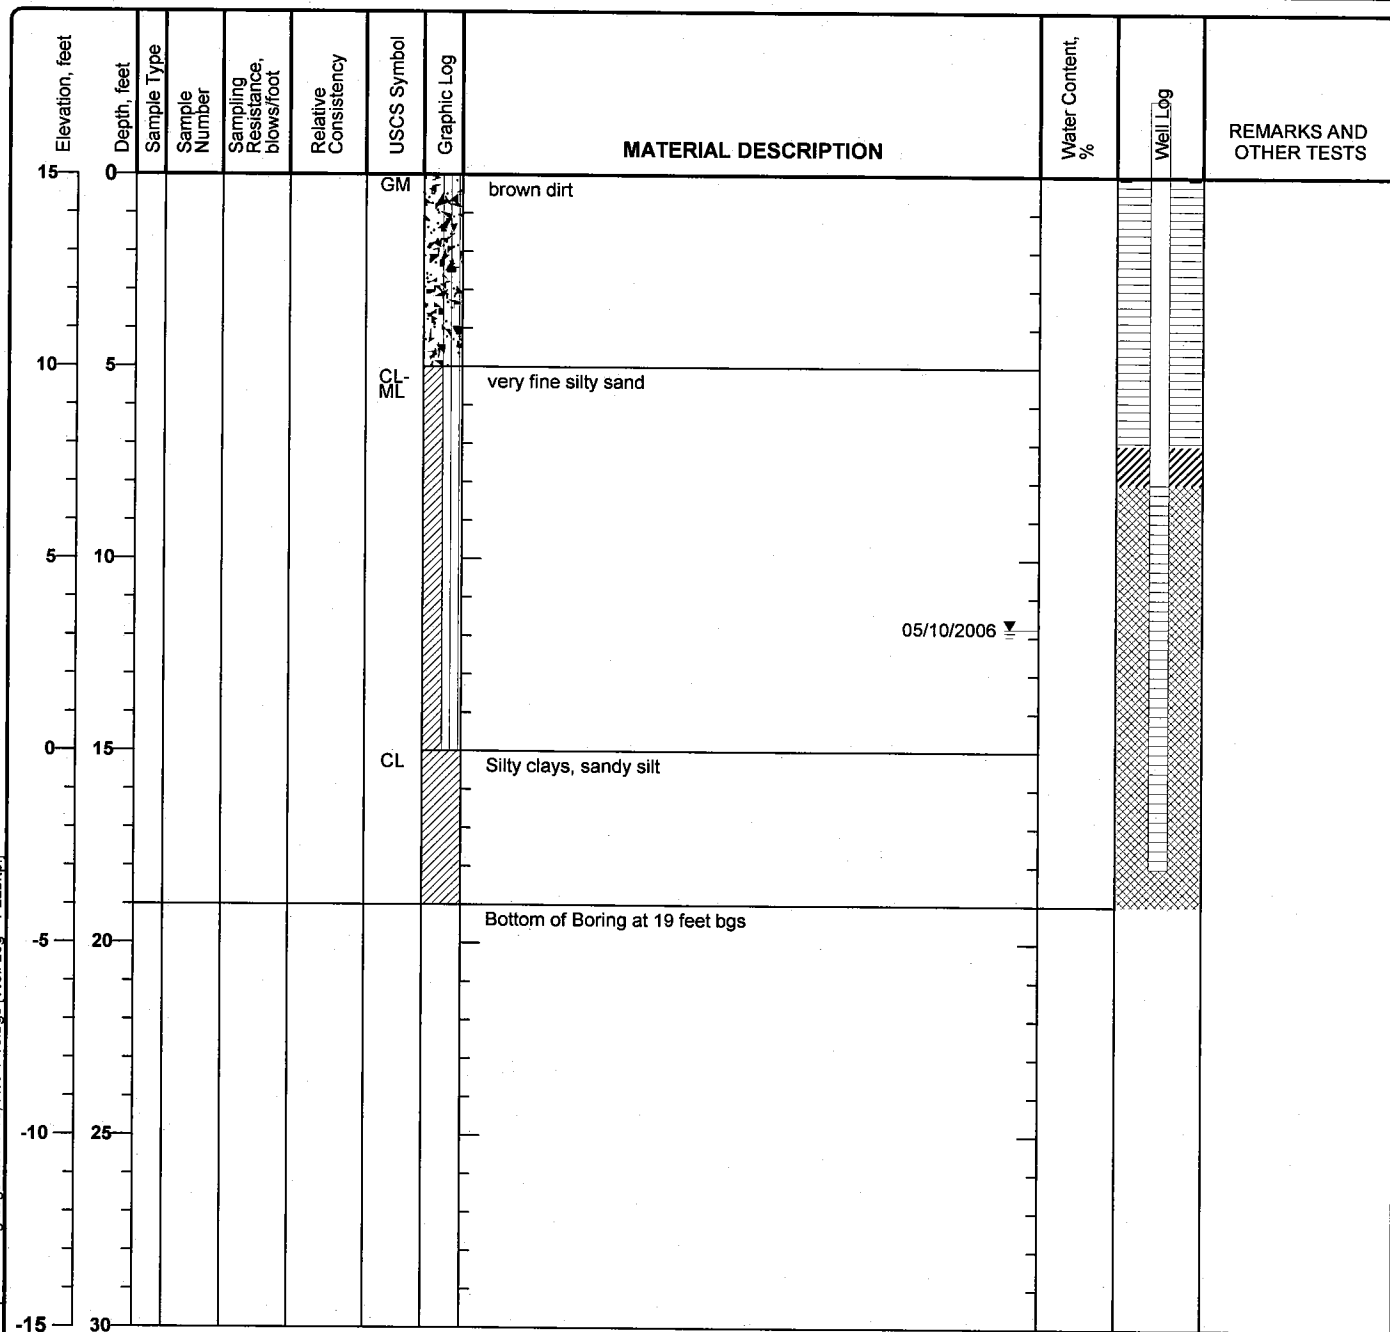 Elevation, feet
Depth, feet
Sample Type
Sample
Number
Sampling
Resistance,
blows/foot
Relative
Consistency
USCS Symbol
Graphic Log
MATERIAL DESCRIPTION
Water Content,
%
Well Log
REMARKS AND
OTHER TESTS
15 0
GM brown dirt
10 5
CL-
ML
very fine silty sand
5 10
05/10/2006
0 15
CL Silty clays, sandy silt
Bottom of Boring at 19 feet bgs
-5 20
-10 25
-15 30